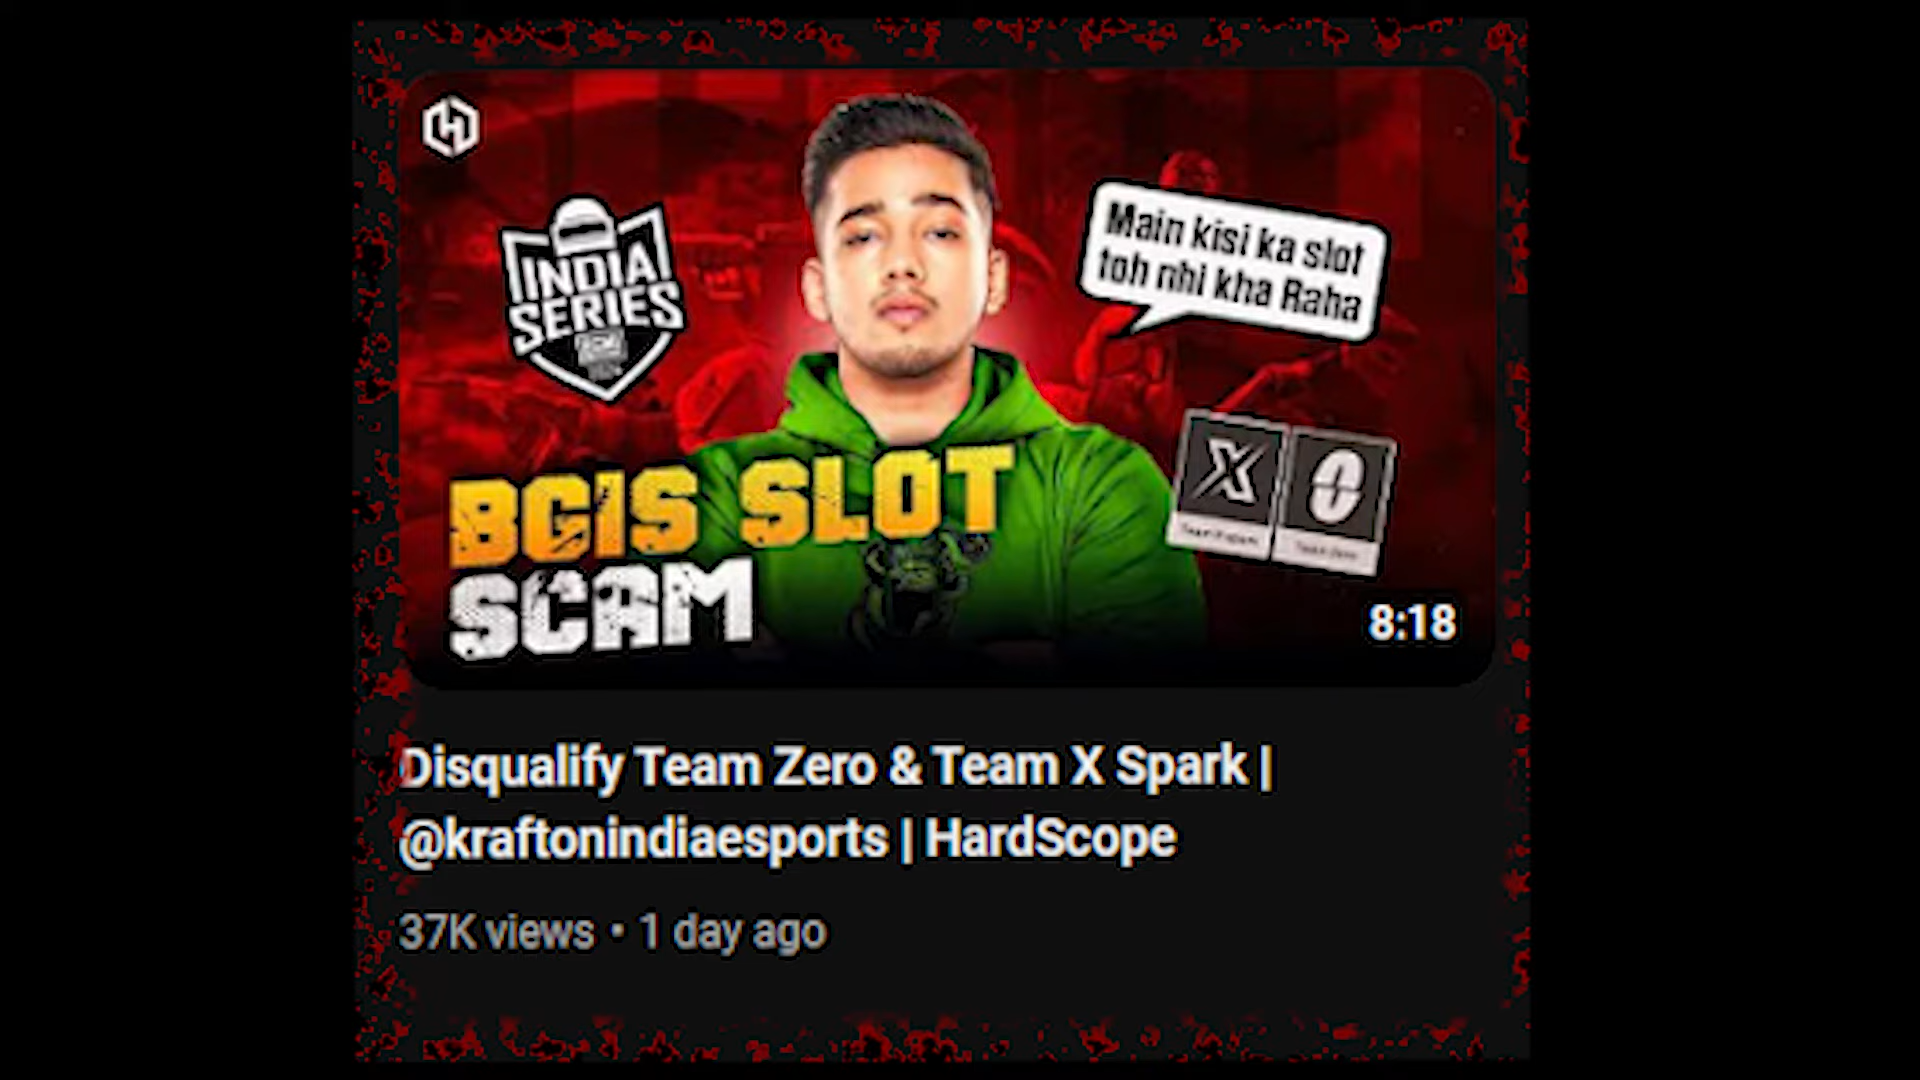 INDIA
SERIES
Main kisi ka slot
toh nhi kha Raha
X 0
BGIS SLOT
SCAM
8:18
Disqualify Team Zero & Team X Spark |
@kraftonindiaesports | HardScope
37K views • 1 day ago